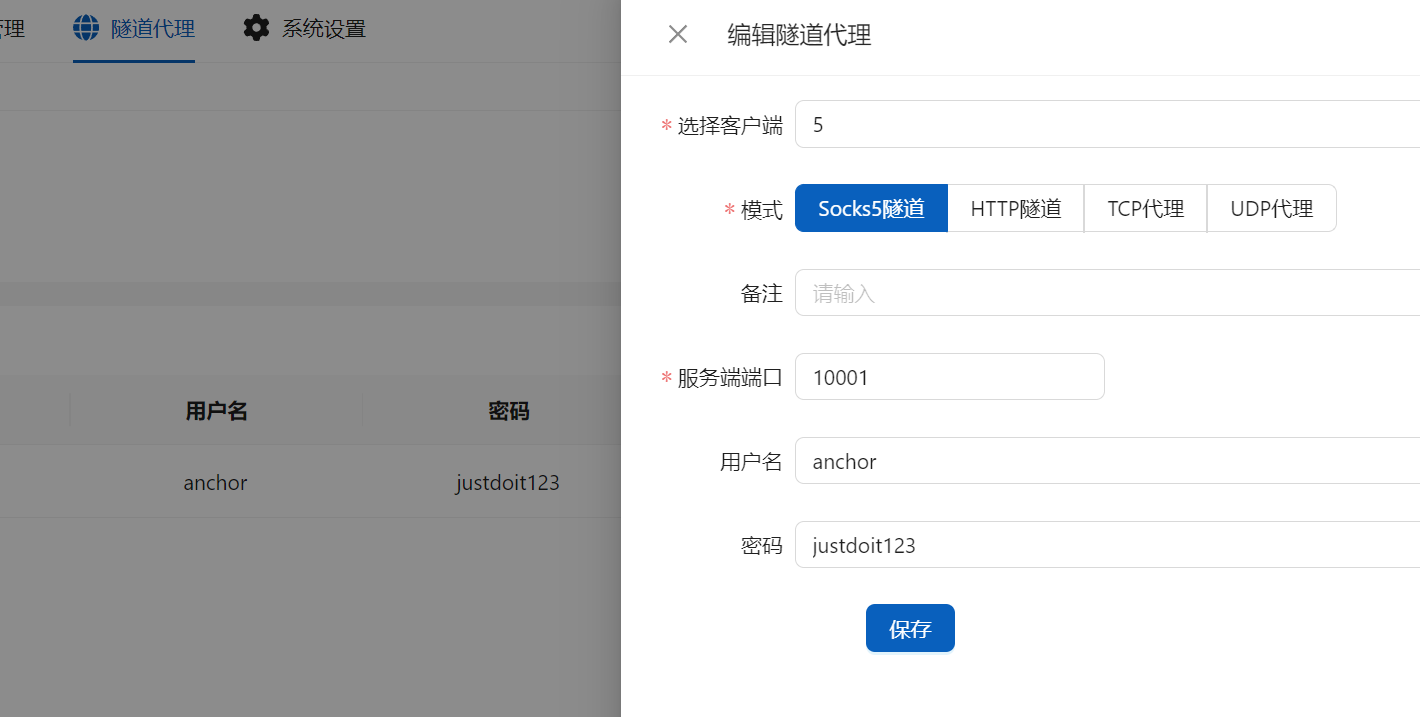 管理 隧道代理 系统设置
用户名 密码
anchor justdoit123
编辑隧道代理
* 选择客户端 5
* 模式 Socks5隧道 HTTP隧道 TCP代理 UDP代理
备注 请输入
* 服务端端口 10001
用户名 anchor
密码 justdoit123
保存